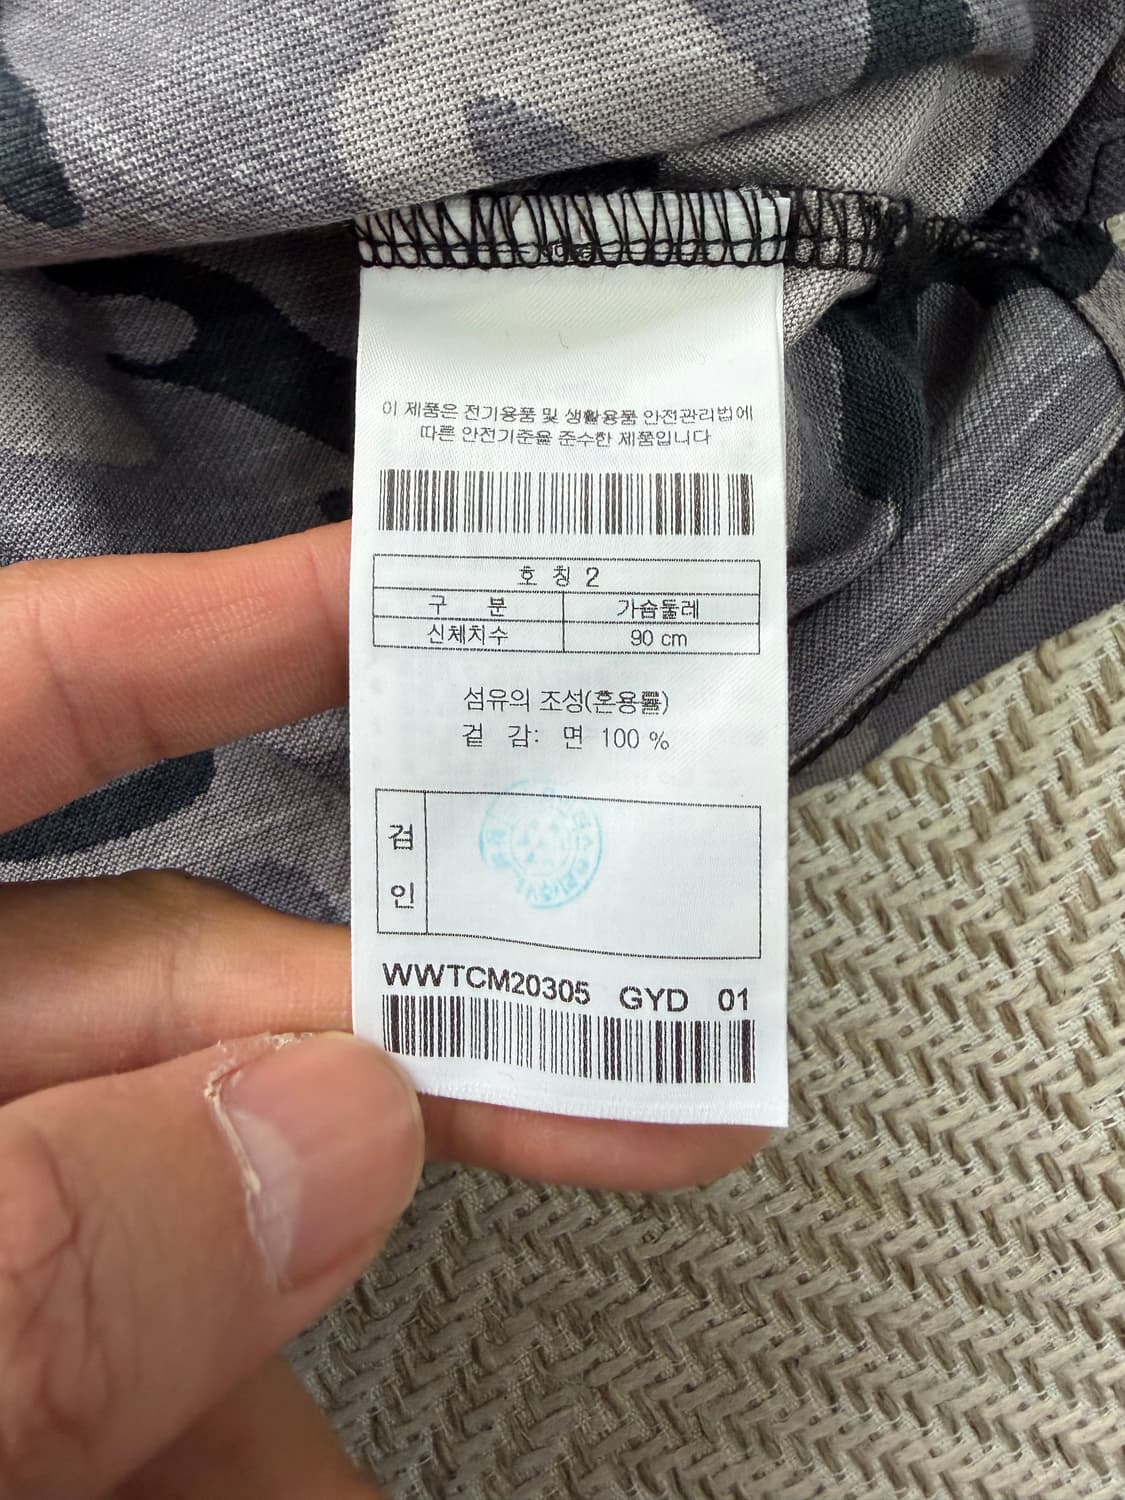 이 제품은 전기용품 및 생활용품 안전관리법에
따른 안전기준을 준수한 제품입니다
호 칭 2
구 분 가슴둘레
신체치수 90 cm
섬유의 조성(혼용률)
겉 감: 면 100 %
검
인
WWTCM20305 GYD 01